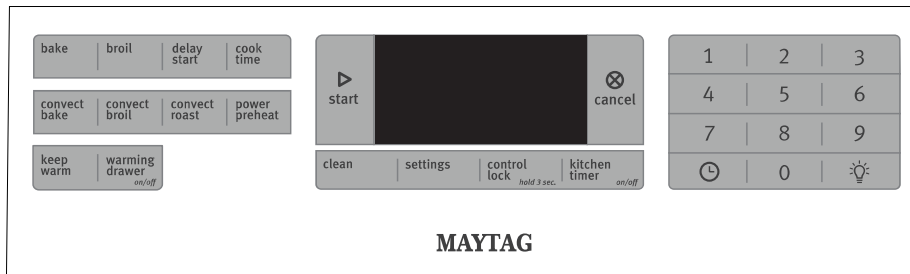 bake
broil
delay
start
cook
time
convect
bake
convect
broil
convect
roast
power
preheat
keep
warm
warming
drawer
on/off
start
cancel
clean
settings
control
lock hold 3 sec.
kitchen
timer on/off
1 2 3
4 5 6
7 8 9
0
MAYTAG